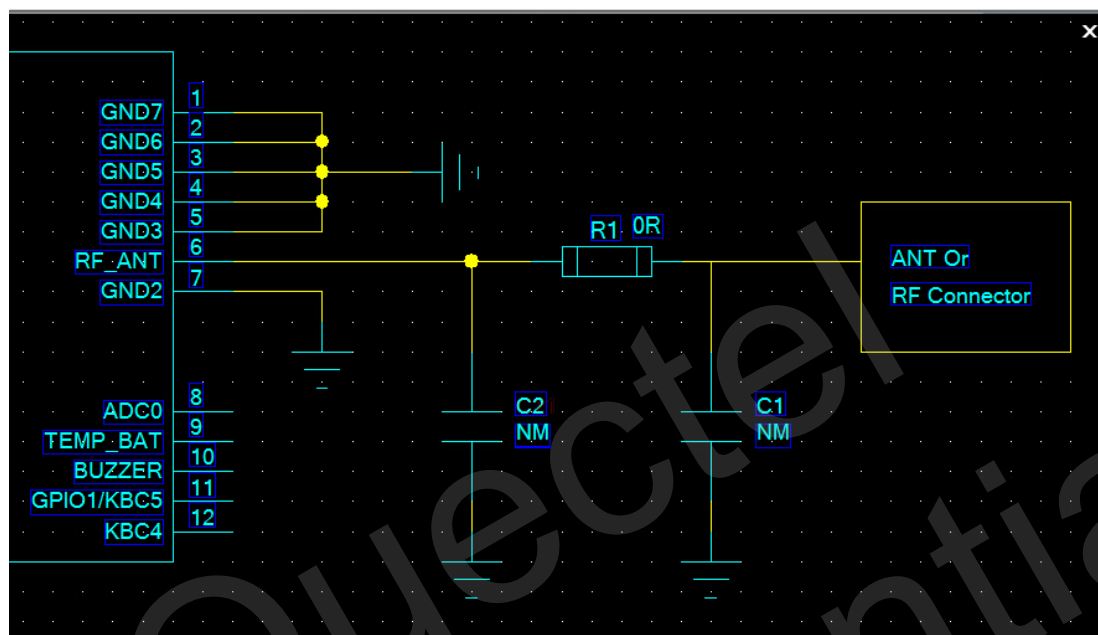 x
GND7 1
GND6 2
GND5 3
GND4 4
GND3 5
RF_ANT 6
GND2 7
R1 0R
ANT Or
RF Connector
ADC0 8
TEMP_BAT 9
BUZZER 10
GPIO1/KBC5 11
KBC4 12
C2
NM
C1
NM
Quectel